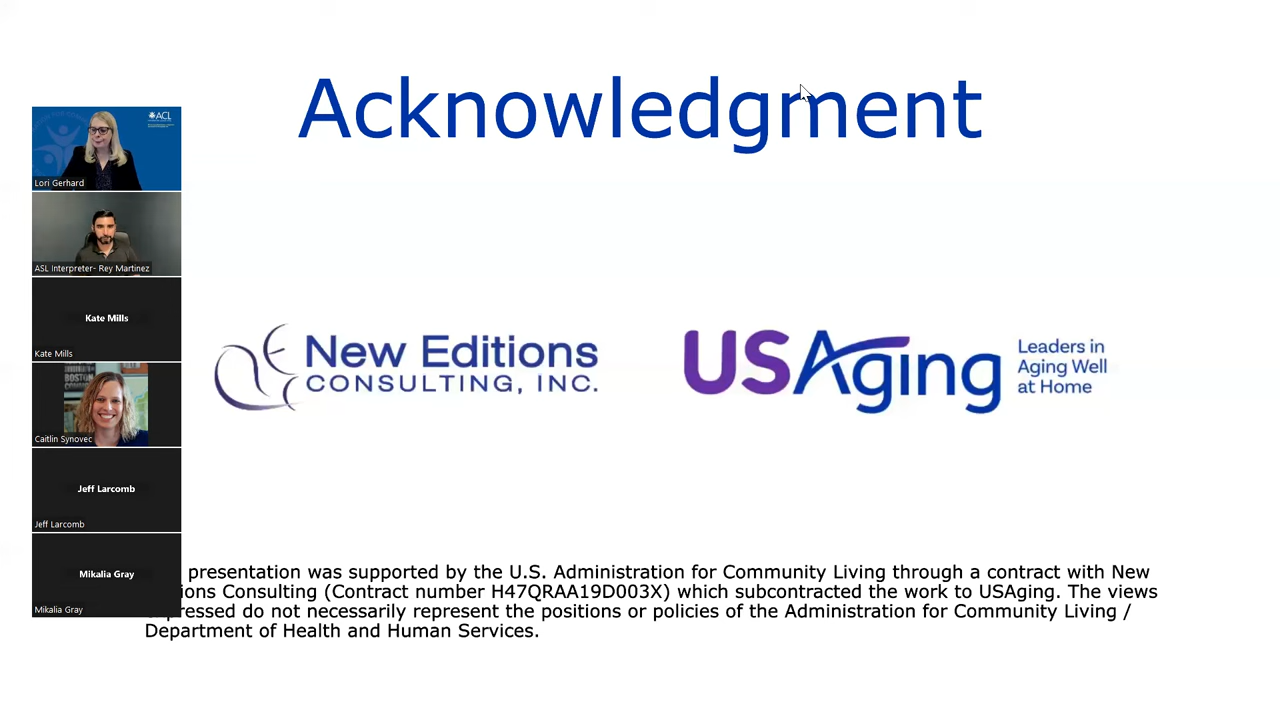 Acknowledgment
ACL
Lori Gerhard
ASL Interpreter- Rey Martinez
Kate Mills
Kate Mills
BOSTON
Caitlin Synovec
Jeff Larcomb
Jeff Larcomb
Mikalia Gray
Mikalia Gray
New Editions
CONSULTING, INC.
USAging
Leaders in
Aging Well
at Home
presentation was supported by the U.S. Administration for Community Living through a contract with New
Consulting (Contract number H47QRAA19D003X) which subcontracted the work to USAging. The views
do not necessarily represent the positions or policies of the Administration for Community Living /
Department of Health and Human Services.